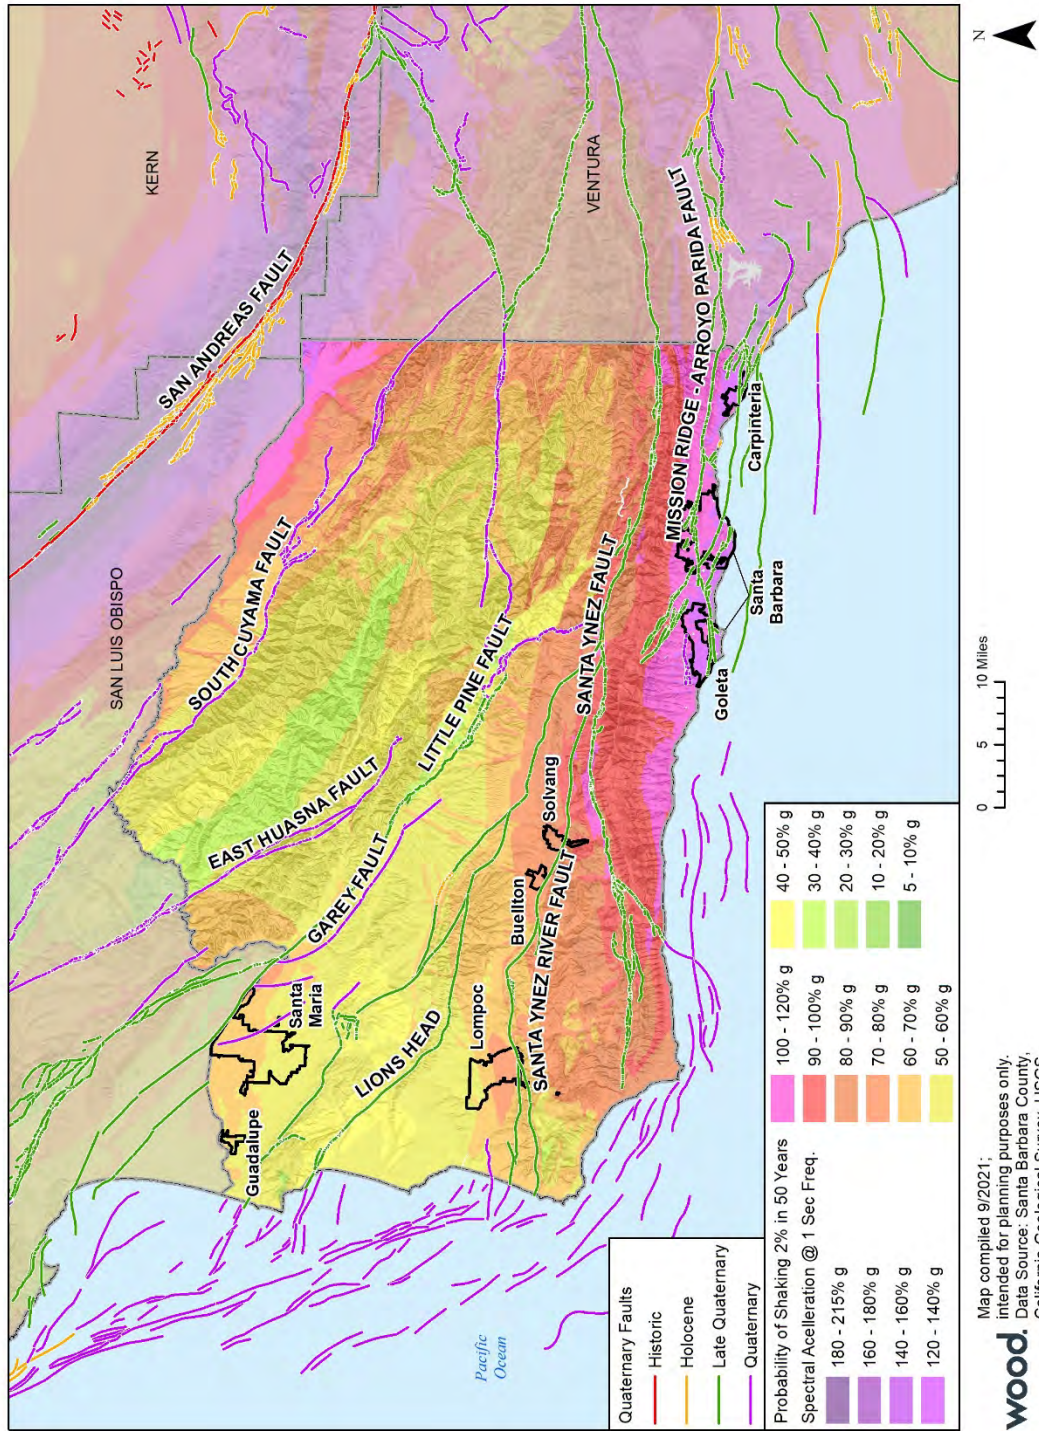 KERN
SAN ANDREAS FAULT
SAN LUIS OBISPO
VENTURA
SOUTH CUYAMA FAULT
EAST HUASNA FAULT
LITTLE PINE FAULT
GAREY FAULT
MISSION RIDGE - ARROYO PARIDA FAULT
SANTA YNEZ FAULT
Santa
Maria
Guadalupe
LIONS HEAD
Lompoc
Buellton
Solvang
SANTA YNEZ RIVER FAULT
Carpinteria
Santa
Barbara
Goleta
Pacific
Ocean
N
0 5 10 Miles
Quaternary Faults
Historic
Holocene
Late Quaternary
Quaternary
Probability of Shaking 2% in 50 Years
Spectral Acelleration @ 1 Sec Freq.
180 - 215% g
160 - 180% g
140 - 160% g
120 - 140% g
100 - 120% g
90 - 100% g
80 - 90% g
70 - 80% g
60 - 70% g
50 - 60% g
40 - 50% g
30 - 40% g
20 - 30% g
10 - 20% g
5 - 10% g
wood.
Map compiled 9/2021;
intended for planning purposes only.
Data Source: Santa Barbara County,
California Geological Survey, USGS